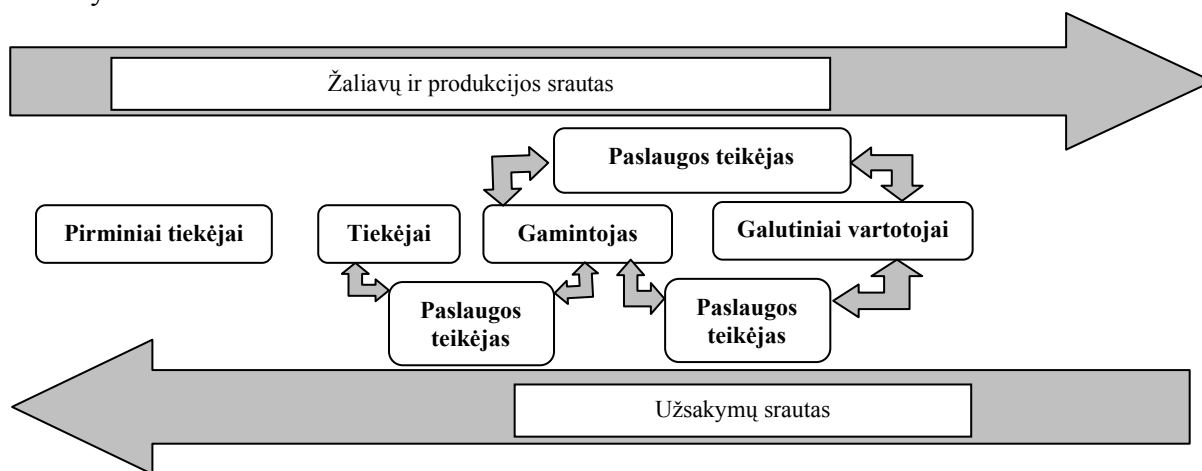 Žaliavų ir produkcijos srautas
Paslaugos teikėjas
Pirminiai tiekėjai
Tiekėjai
Gamintojas
Galutiniai vartotojai
Paslaugos
teikėjas
Paslaugos
teikėjas
Užsakymų srautas